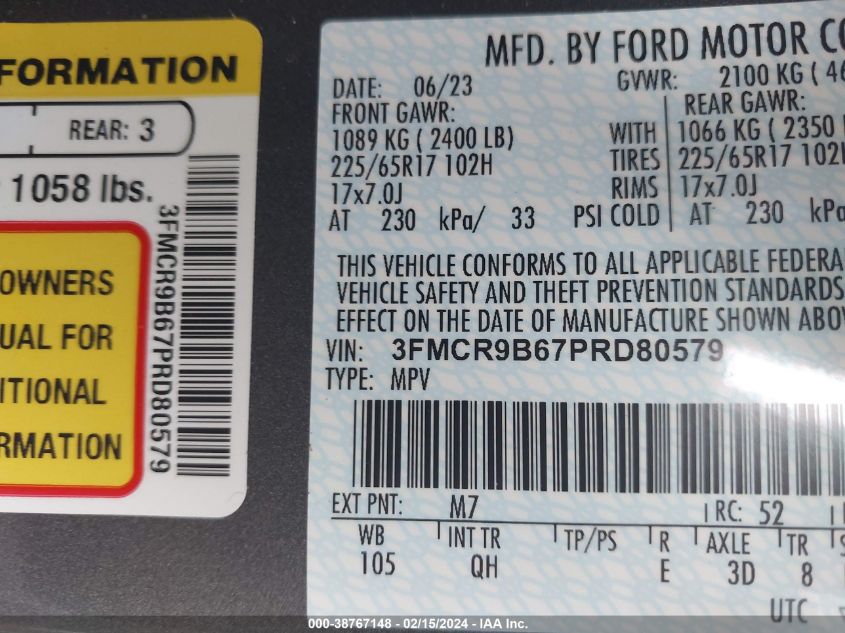 FORMATION
REAR: 3
1058 lbs.
OWNERS
UAL FOR
ITIONAL
RMATION
3FMCR9B67PRD80579
MFD. BY FORD MOTOR CO
DATE: 06/23 GVWR: 2100 KG ( 46
FRONT GAWR: REAR GAWR:
1089 KG ( 2400 LB) WITH 1066 KG ( 2350
225/65R17 102H TIRES 225/65R17 102H
17x7.0J RIMS 17x7.0J
AT 230 kPa/ 33 PSI COLD AT 230 kPa
THIS VEHICLE CONFORMS TO ALL APPLICABLE FEDERA
VEHICLE SAFETY AND THEFT PREVENTION STANDARDS
EFFECT ON THE DATE OF MANUFACTURE SHOWN ABOV
VIN: 3FMCR9B67PRD80579
TYPE: MPV
EXT PNT: M7 RC: 52
WB INT TR TP/PS R AXLE TR S
105 QH E 3D 8
UTC
000-38767148 - 02/15/2024 - IAA Inc.